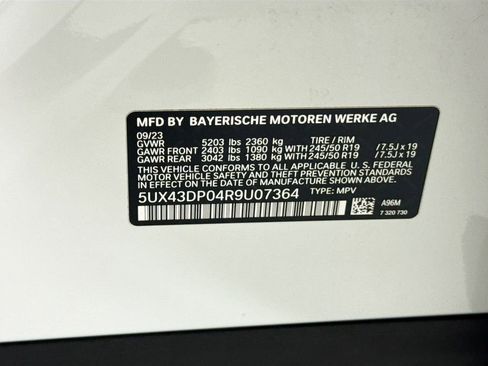 MFD BY BAYERISCHE MOTOREN WERKE AG
09/23
GVWR 5203 lbs 2360 kg TIRE / RIM
GAWR FRONT 2403 lbs 1090 kg WITH 245/50 R19 / 7.5J x 19
GAWR REAR 3042 lbs 1380 kg WITH 245/50 R19 / 7.5J x 19
THIS VEHICLE CONFORMS TO ALL APPLICABLE U. S. FEDERAL
MOTOR VEHICLE SAFETY STANDARDS IN EFFECT ON THE
DATE OF MANUFACTURE SHOWN ABOVE.
5UX43DP04R9U07364 TYPE: MPV
A96M
7 320 730